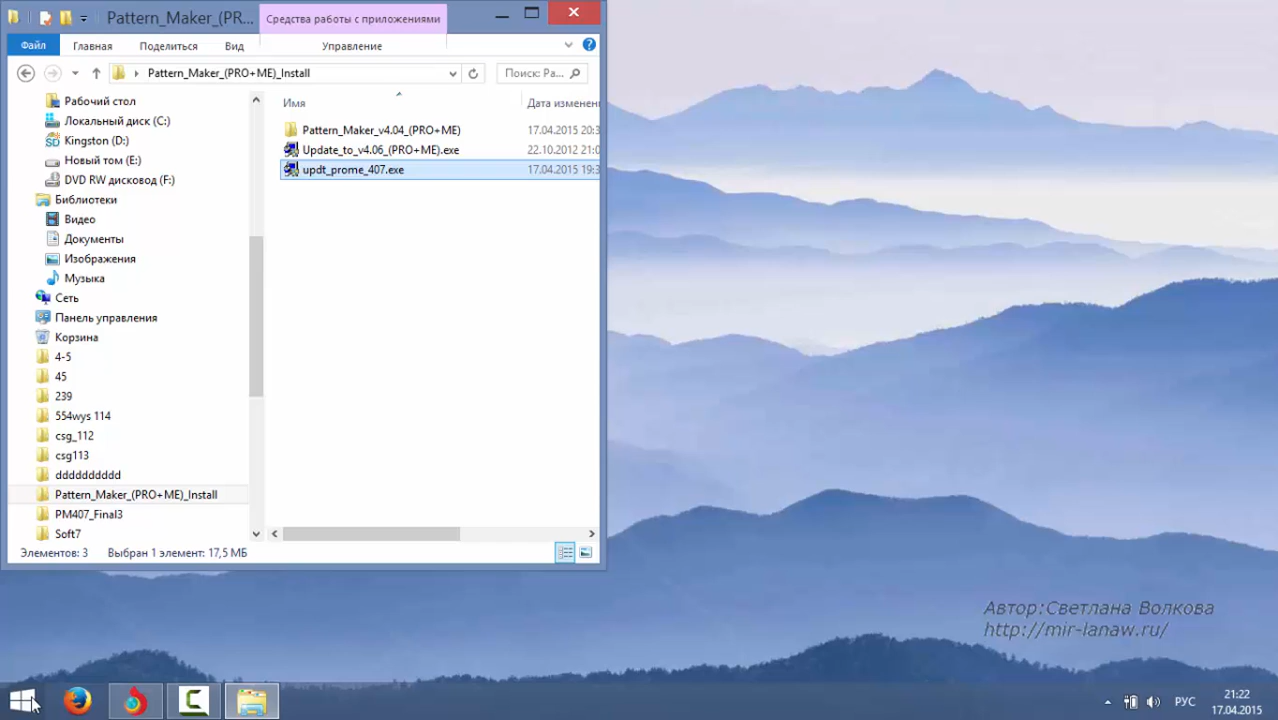 Pattern_Maker_(PR...
Средства работы с приложениями
Файл
Главная
Поделиться
Вид
Управление
Pattern_Maker_(PRO+ME)_Install
Поиск: Pa...
Рабочий стол
Локальный диск (C:)
Kingston (D:)
Новый том (E:)
DVD RW дисковод (F:)
Библиотеки
Видео
Документы
Изображения
Музыка
Сеть
Панель управления
Корзина
4-5
45
239
554wys 114
csg_112
csg113
dddddddddd
Pattern_Maker_(PRO+ME)_Install
PM407_Final3
Soft7
Имя
Дата изменен
Pattern_Maker_v4.04_(PRO+ME)
17.04.2015 20:3
Update_to_v4.06_(PRO+ME).exe
22.10.2012 21:0
updt_prome_407.exe
17.04.2015 19:3
Элементов: 3
Выбран 1 элемент: 17,5 МБ
Автор:Светлана Волкова
http://mir-lanaw.ru/
РУС
21:22
17.04.2015